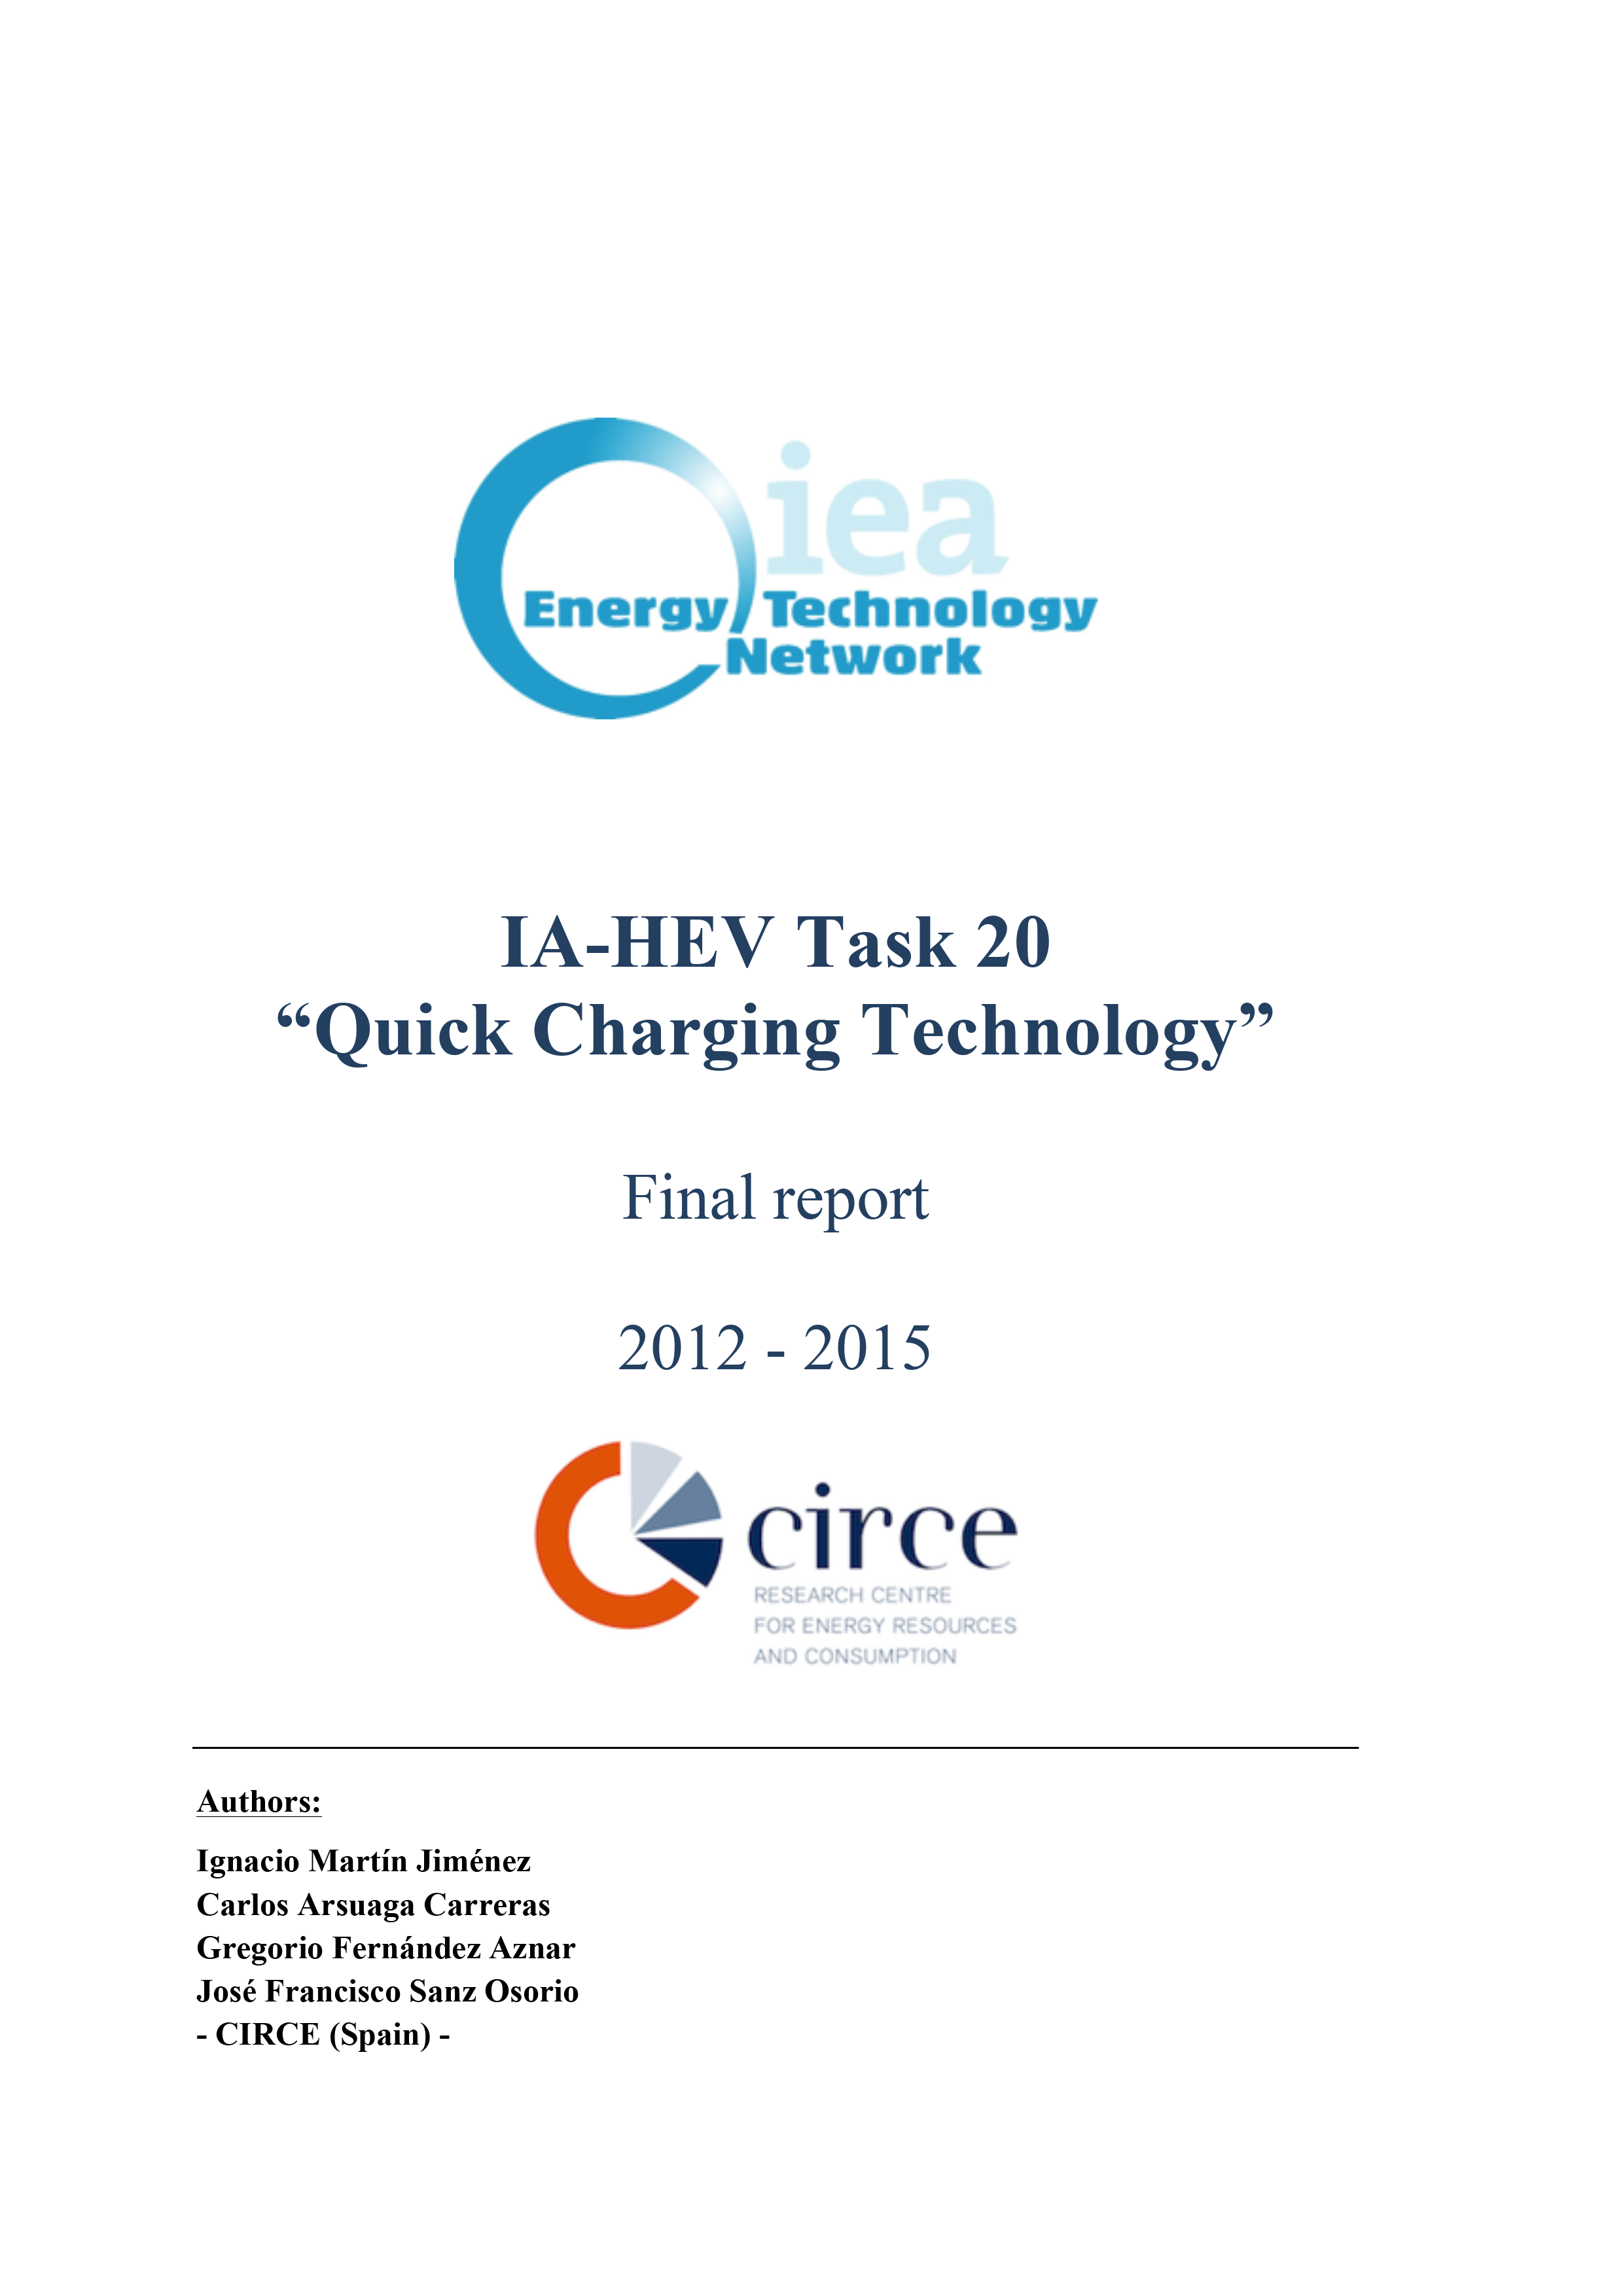 iea
Energy Technology
Network
IA-HEV Task 20
“Quick Charging Technology”
Final report
2012 - 2015
circe
RESEARCH CENTRE
FOR ENERGY RESOURCES
AND CONSUMPTION
Authors:
Ignacio Martín Jiménez
Carlos Arsuaga Carreras
Gregorio Fernández Aznar
José Francisco Sanz Osorio
- CIRCE (Spain) -